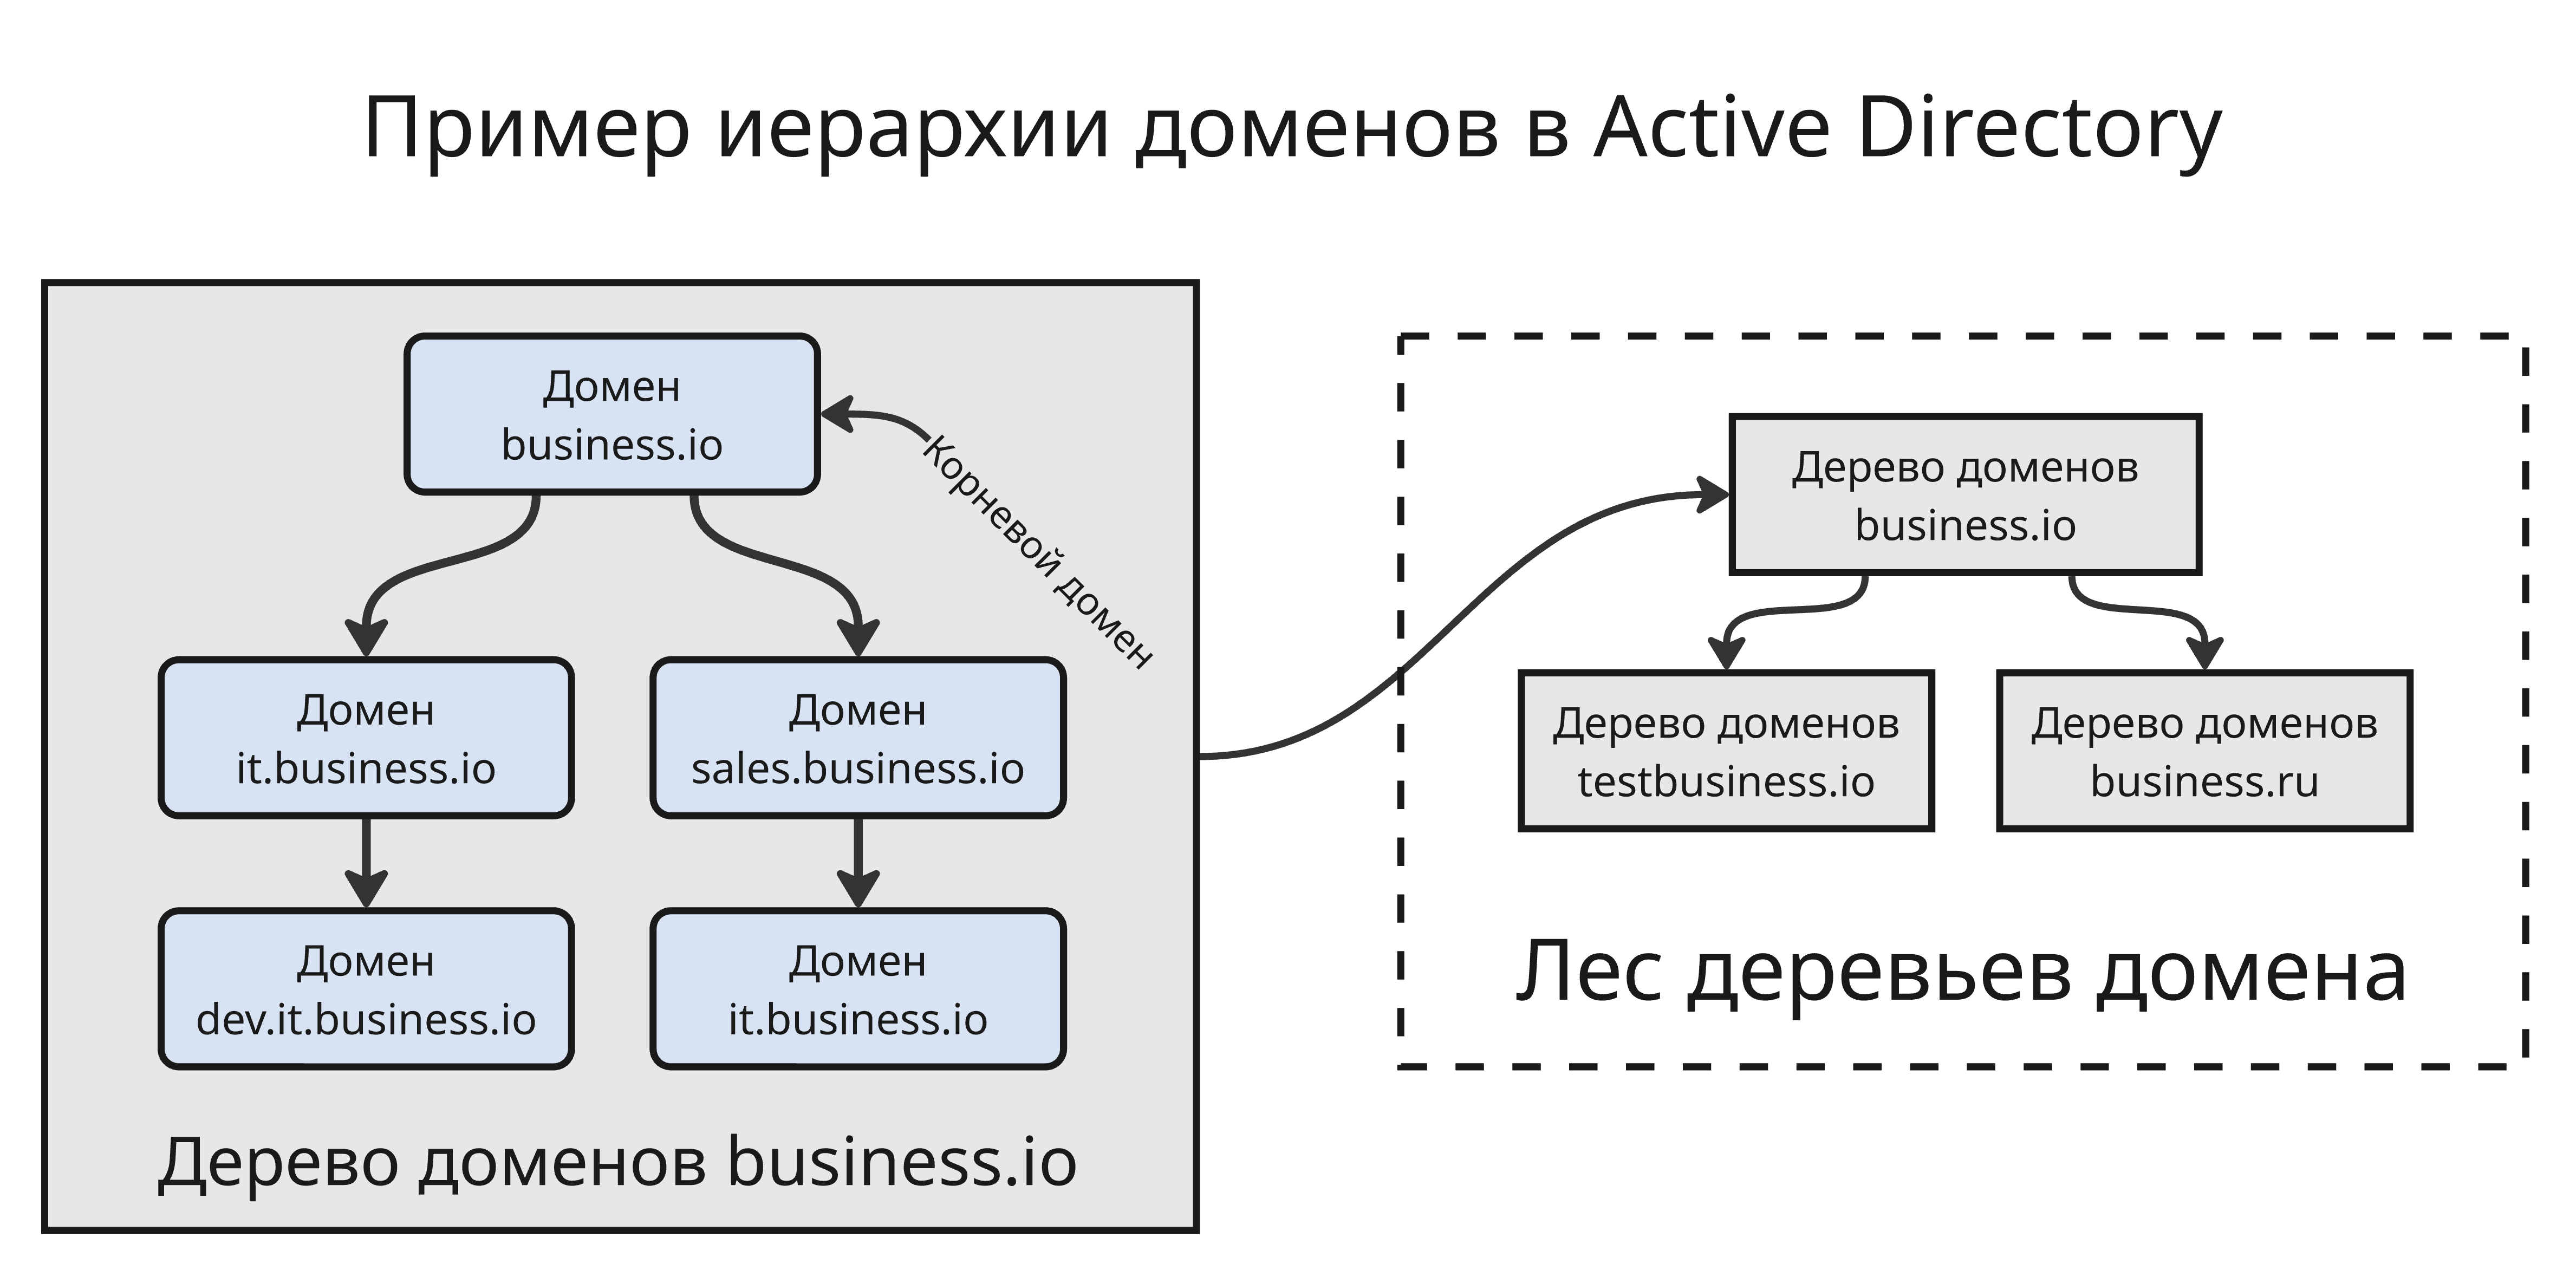 Пример иерархии доменов в Active Directory
Домен
business.io
Корневой домен
Домен
it.business.io
Домен
sales.business.io
Домен
dev.it.business.io
Домен
it.business.io
Дерево доменов business.io
Дерево доменов
business.io
Дерево доменов
testbusiness.io
Дерево доменов
business.ru
Лес деревьев домена